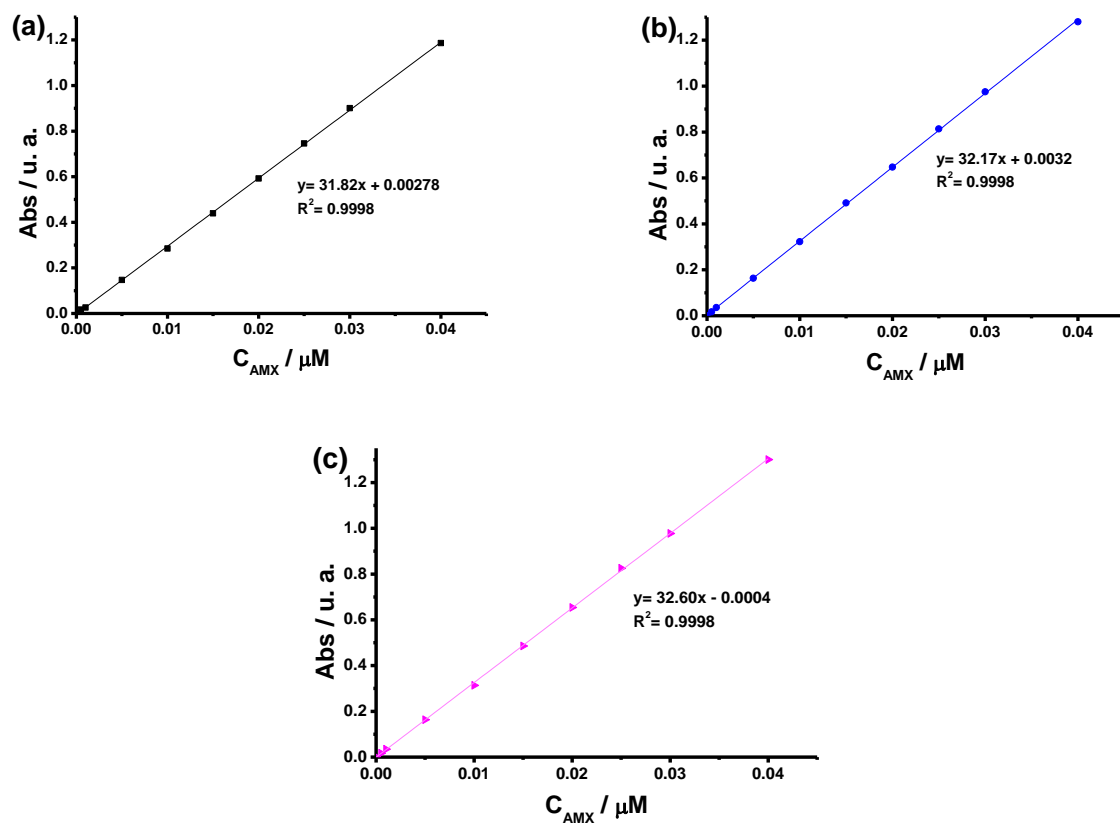 (a)
Abs / u. a.
1.2
1.0
0.8
0.6
0.4
0.2
0.0
y= 31.82x + 0.00278
R²= 0.9998
0.00 0.01 0.02 0.03 0.04
C_AMX / μM
(b)
Abs / u. a.
1.2
1.0
0.8
0.6
0.4
0.2
0.0
y= 32.17x + 0.0032
R²= 0.9998
0.00 0.01 0.02 0.03 0.04
C_AMX / μM
(c)
Abs / u. a.
1.2
1.0
0.8
0.6
0.4
0.2
0.0
y= 32.60x - 0.0004
R²= 0.9998
0.00 0.01 0.02 0.03 0.04
C_AMX / μM